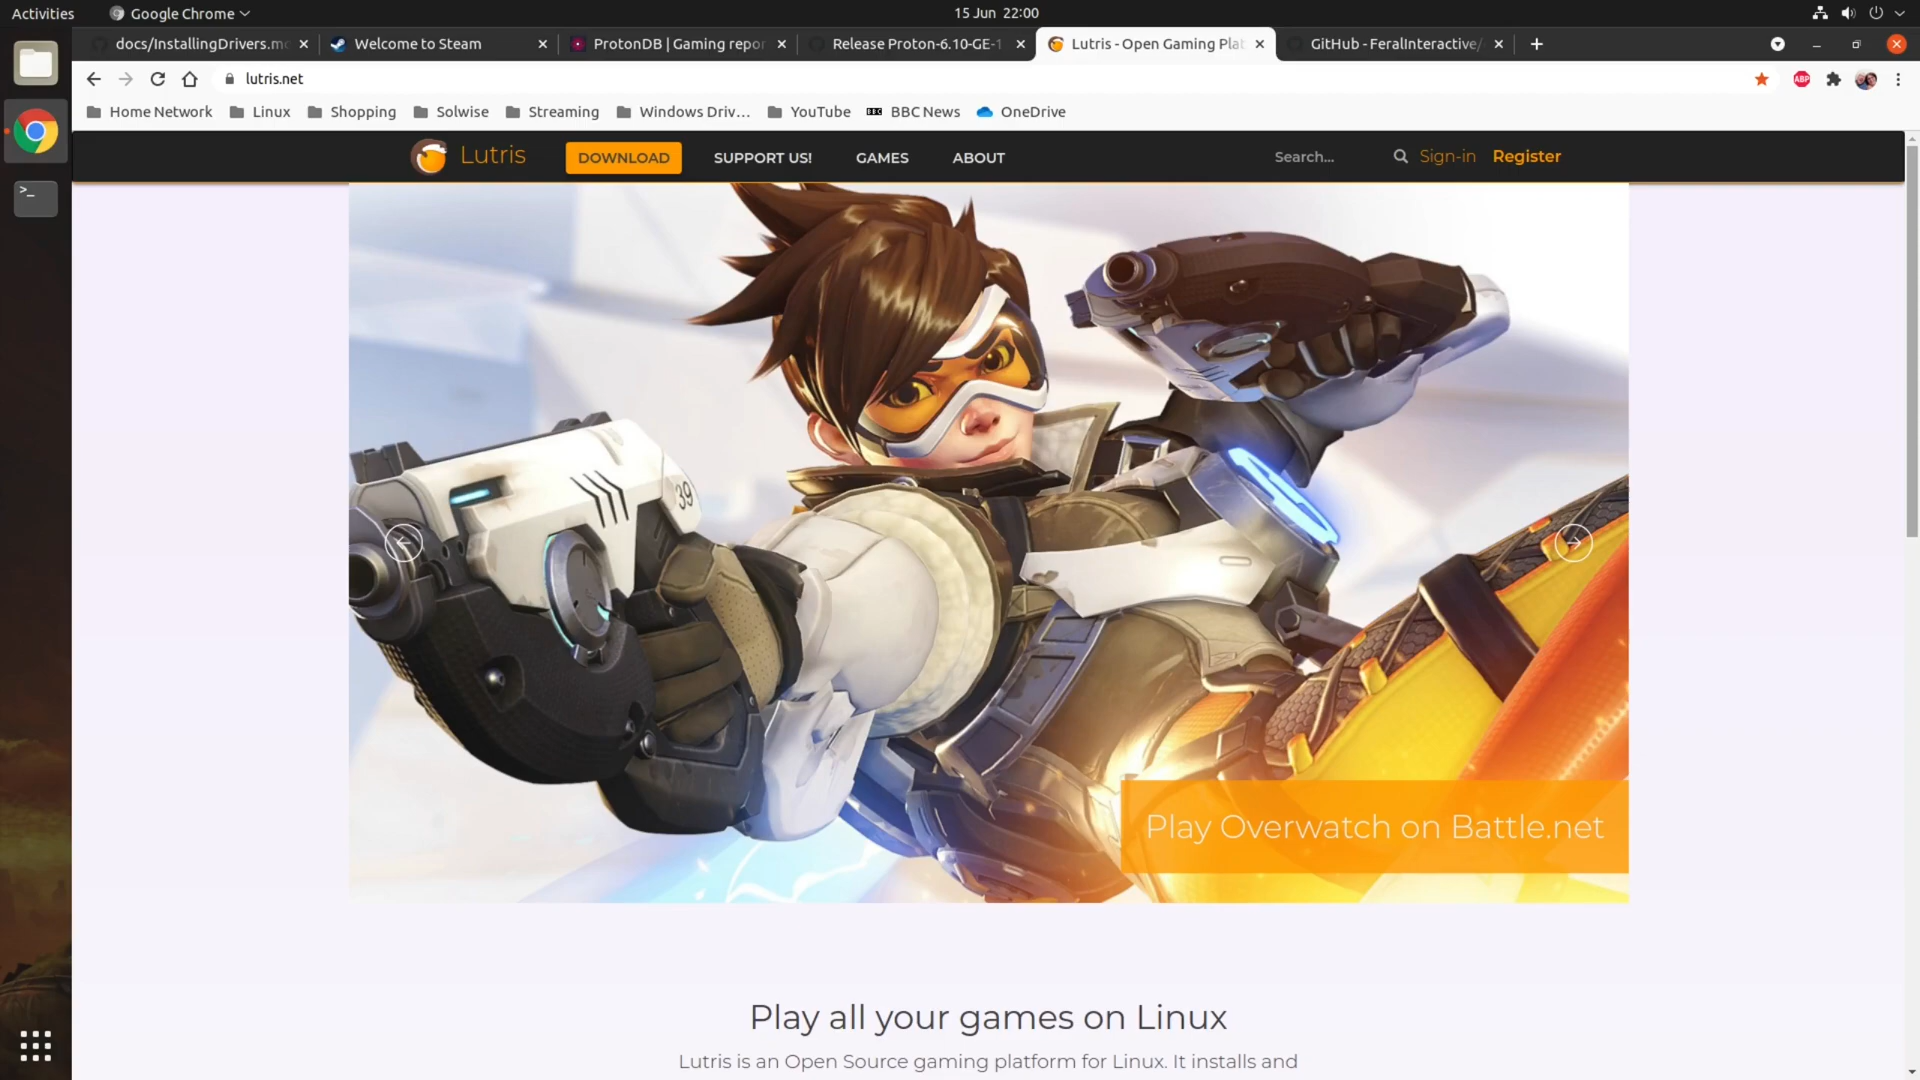 Activities
Google Chrome
15 Jun 22:00
docs/InstallingDrivers.m
Welcome to Steam
ProtonDB | Gaming repor
Release Proton-6.10-GE-1
Lutris - Open Gaming Plat
GitHub - FeralInteractive/
lutris.net
ABP
Home Network
Linux
Shopping
Solwise
Streaming
Windows Driv...
YouTube
BBC
BBC News
OneDrive
Lutris
DOWNLOAD
SUPPORT US!
GAMES
ABOUT
Search...
Sign-in
Register
39
Play Overwatch on Battle.net
Play all your games on Linux
Lutris is an Open Source gaming platform for Linux. It installs and